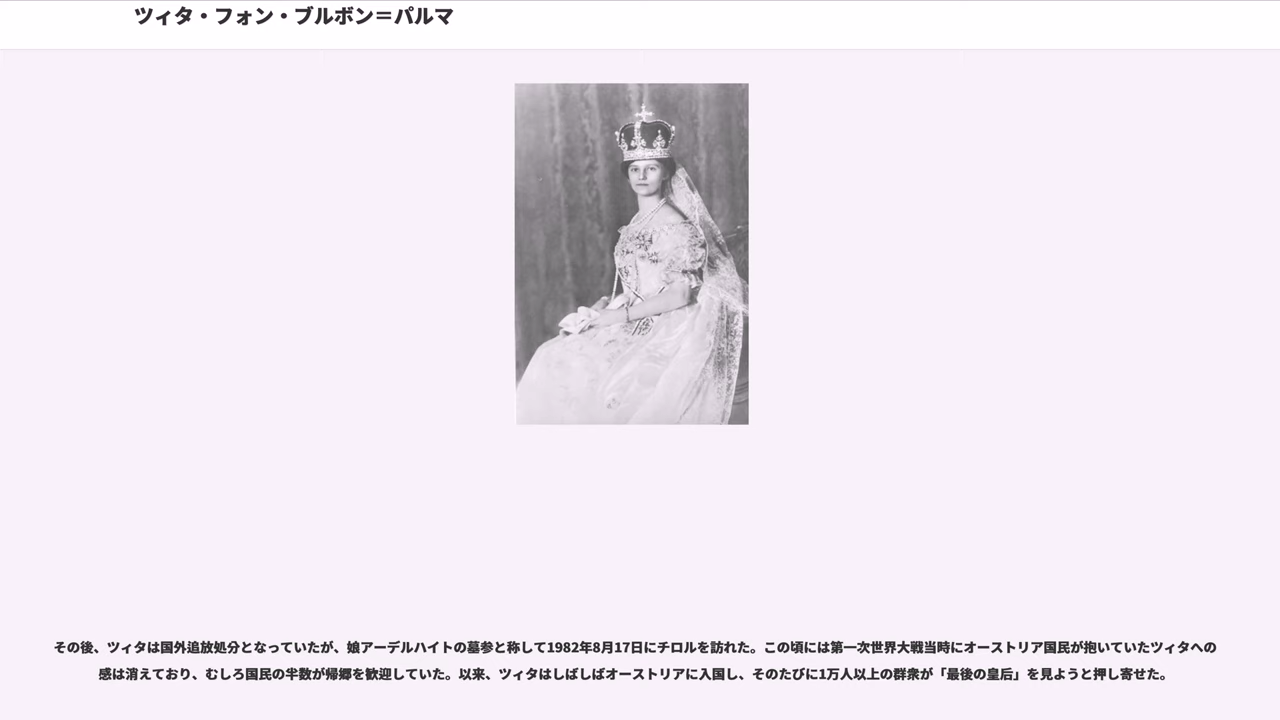 ツィタ・フォン・ブルボン＝パルマ
その後、ツィタは国外追放処分となっていたが、娘アーデルハイトの墓参と称して1982年8月17日にチロルを訪れた。この頃には第一次世界大戦当時にオーストリア国民が抱いていたツィタへの
感は消えており、むしろ国民の半数が帰郷を歓迎していた。以来、ツィタはしばしばオーストリアに入国し、そのたびに1万人以上の群衆が「最後の皇后」を見ようと押し寄せた。